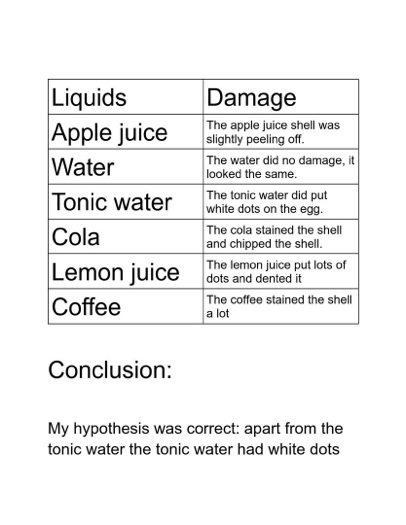 Liquids Damage
Apple juice The apple juice shell was
slightly peeling off.
Water The water did no damage, it
looked the same.
Tonic water The tonic water did put
white dots on the egg.
Cola The cola stained the shell
and chipped the shell.
Lemon juice The lemon juice put lots of
dots and dented it
Coffee The coffee stained the shell
a lot
Conclusion:
My hypothesis was correct: apart from the
tonic water the tonic water had white dots